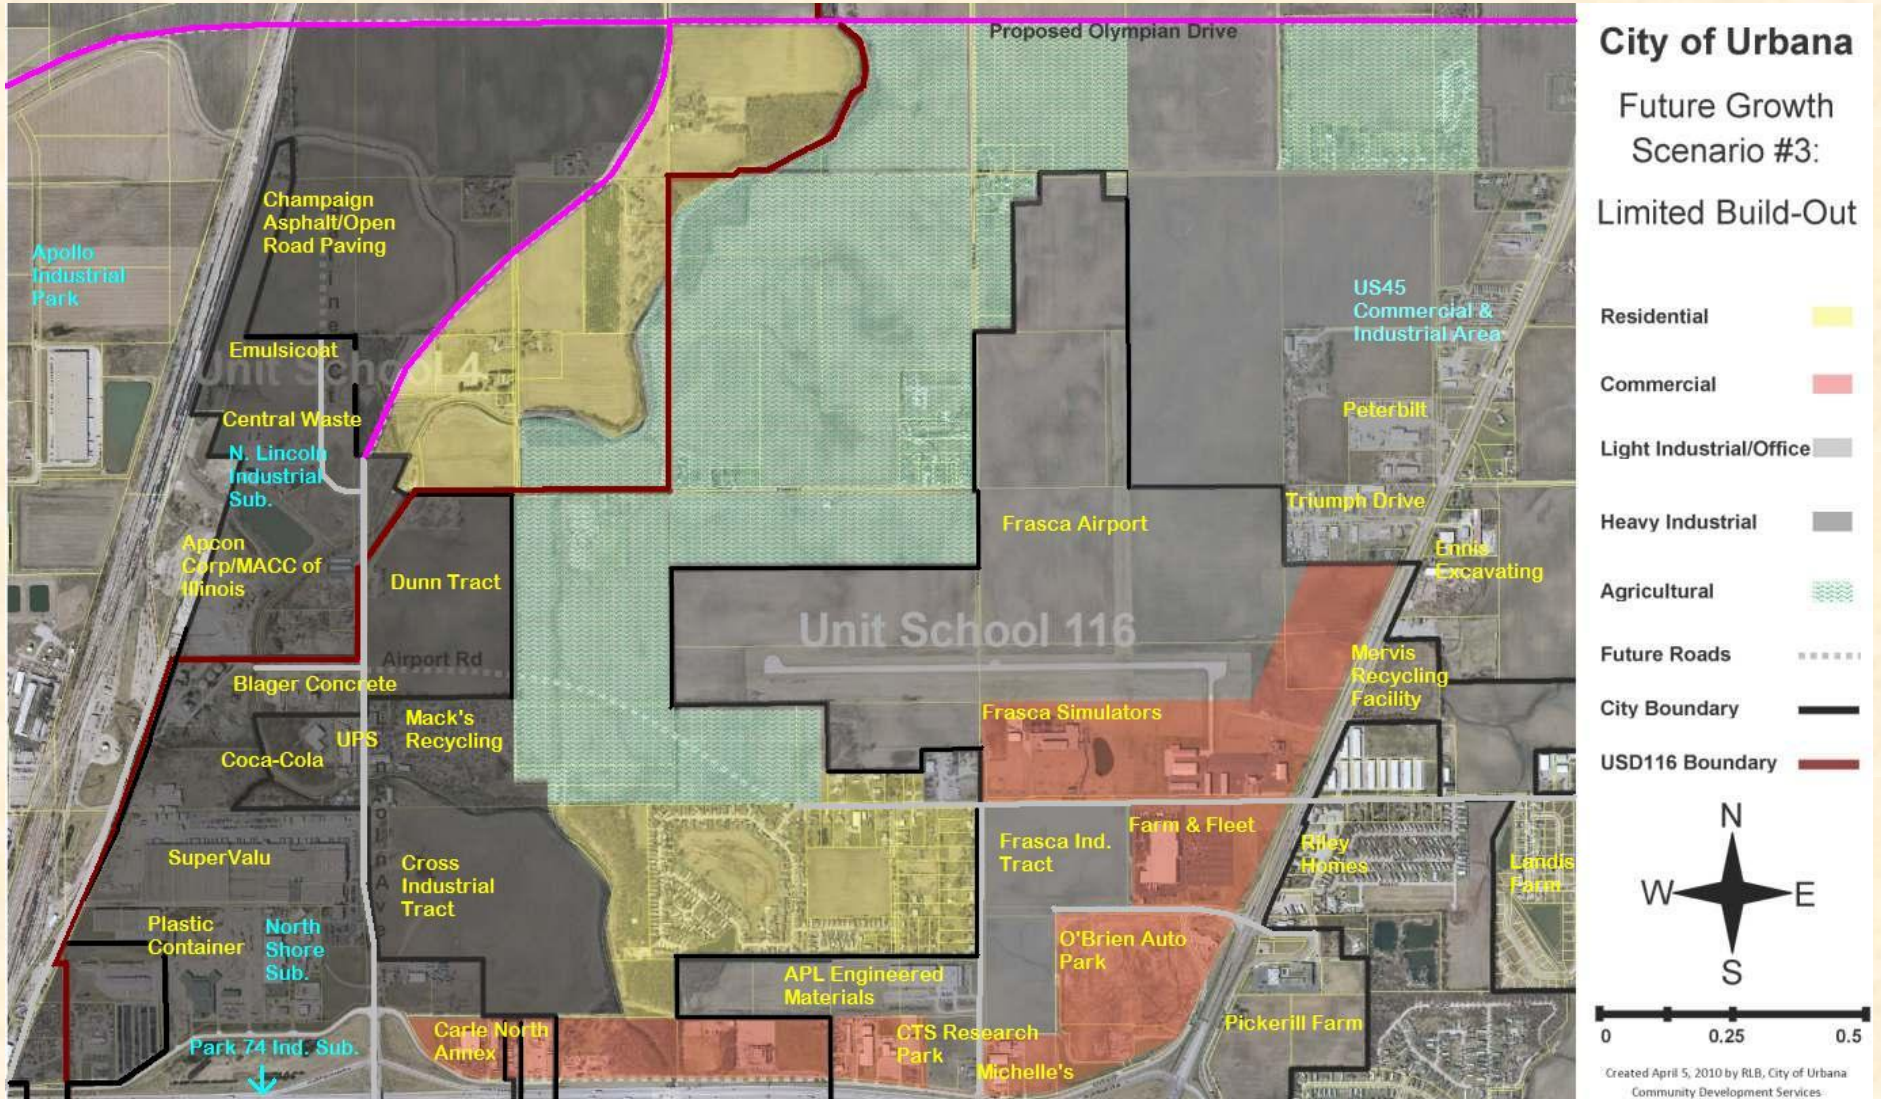 Proposed Olympian Drive
Champaign
Asphalt/Open
Road Paving
Apollo
Industrial
Park
US45
Commercial &
Industrial Area
Emulsicoat
Unit School 4
Central Waste
Peterbilt
N. Lincoln
Industrial
Sub.
Triumph Drive
Frasca Airport
Apcon
Corp/MACC of
Illinois
Ennis
Excavating
Dunn Tract
Unit School 116
Airport Rd
Mervis
Recycling
Facility
Blager Concrete
Frasca Simulators
Mack's
Recycling
UPS
Coca-Cola
Farm & Fleet
Frasca Ind.
Tract
Riley
Homes
Landis
Farm
SuperValu
Cross
Industrial
Tract
Plastic
Container
North
Shore
Sub.
O'Brien Auto
Park
APL Engineered
Materials
Carle North
Annex
CTS Research
Park
Pickerill Farm
Park 74 Ind. Sub.
Michelle's
City of Urbana
Future Growth
Scenario #3:
Limited Build-Out
Residential
Commercial
Light Industrial/Office
Heavy Industrial
Agricultural
Future Roads
City Boundary
USD116 Boundary
N
W
E
S
0
0.25
0.5
Created April 5, 2010 by RLB, City of Urbana
Community Development Services